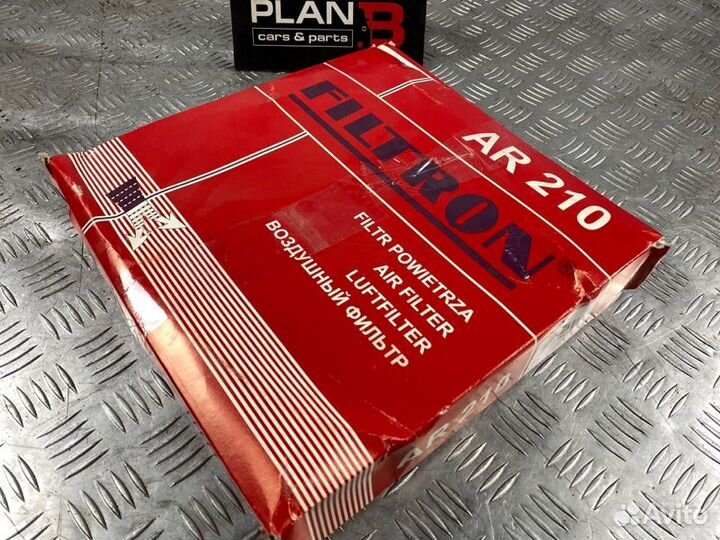 PLAN B
cars & parts
FILTRON®
AR 210
FILTR POWIETRZA
AIR FILTER
LUFTFILTER
ВОЗДУШНЫЙ ФИЛЬТР
AR 210
Avito